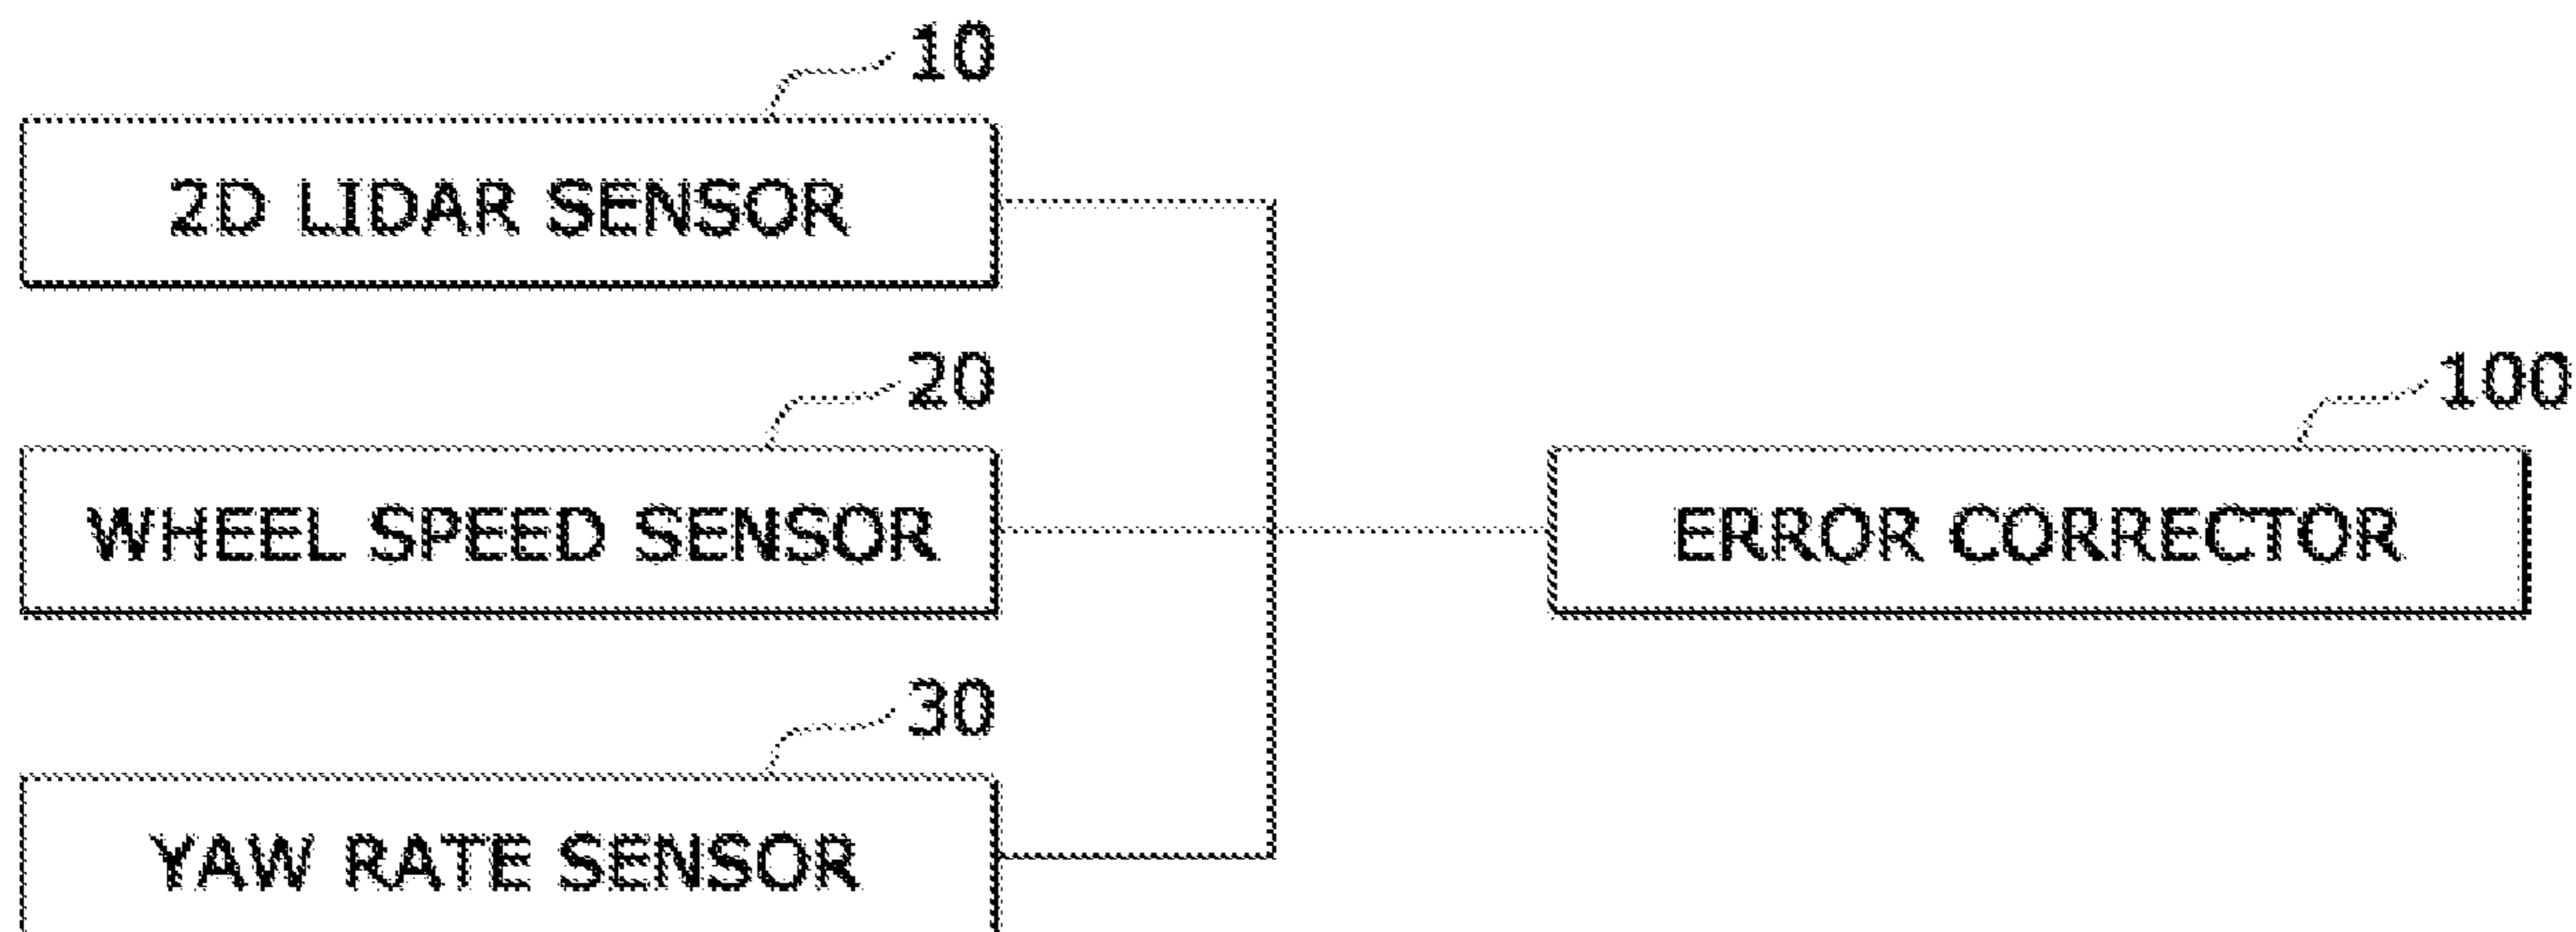 10
2D LIDAR SENSOR
20
WHEEL SPEED SENSOR
100
ERROR CORRECTOR
30
YAW RATE SENSOR